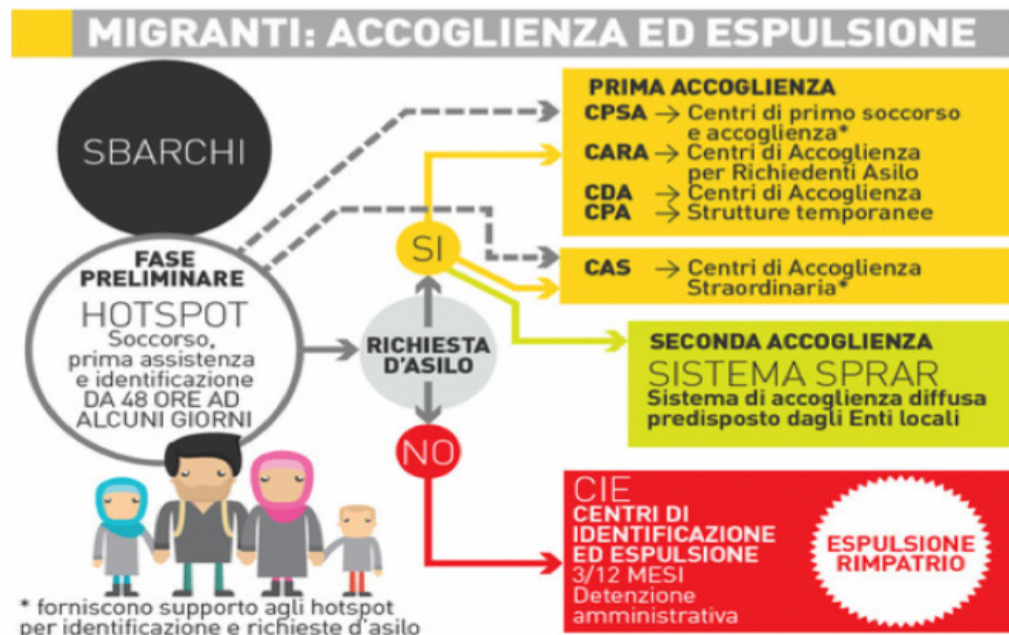 MIGRANTI: ACCOGLIENZA ED ESPULSIONE
SBARCHI
FASE
PRELIMINARE
HOTSPOT
Soccorso,
prima assistenza
e identificazione
DA 48 ORE AD
ALCUNI GIORNI
RICHIESTA
D'ASILO
SI
NO
PRIMA ACCOGLIENZA
CPSA → Centri di primo soccorso
e accoglienza*
CARA → Centri di Accoglienza
per Richiedenti Asilo
CDA → Centri di Accoglienza
CPA → Strutture temporanee
CAS → Centri di Accoglienza
Straordinaria*
SECONDA ACCOGLIENZA
SISTEMA SPRAR
Sistema di accoglienza diffusa
predisposto dagli Enti locali
CIE
CENTRI DI
IDENTIFICAZIONE
ED ESPULSIONE
3/12 MESI
Detenzione
amministrativa
ESPULSIONE
RIMPATRIO
* forniscono supporto agli hotspot
per identificazione e richieste d'asilo